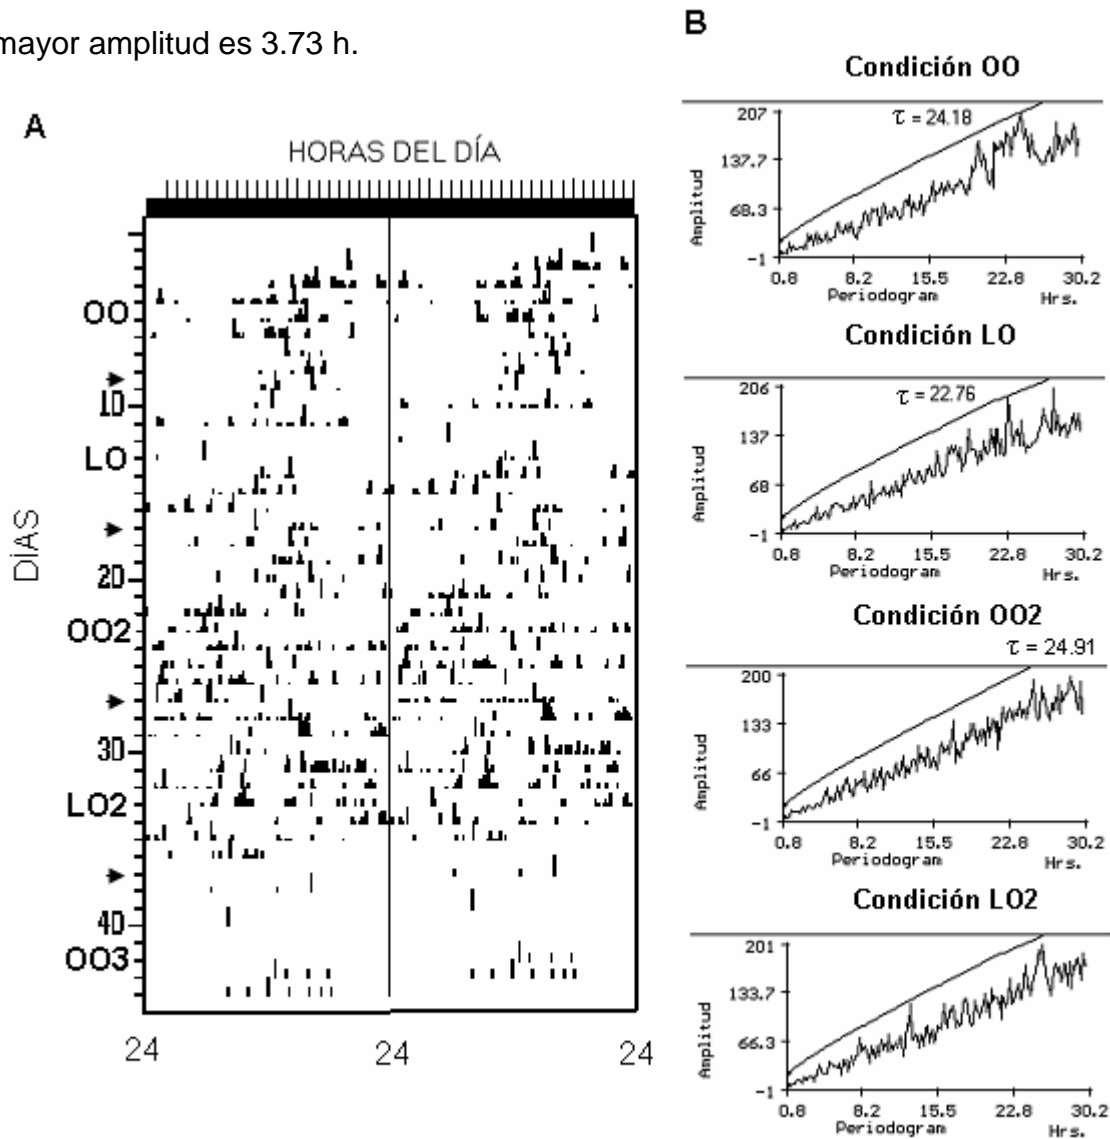 mayor amplitud es 3.73 h.
A
HORAS DEL DÍA
DÍAS
OO
10
LO
20
OO2
30
LO2
40
OO3
24
24
24
B
Condición OO
τ = 24.18
207
137.7
68.3
-1
Amplitud
0.8 8.2 15.5 22.8 30.2
Periodogram Hrs.
Condición LO
τ = 22.76
206
137
68
-1
Amplitud
0.8 8.2 15.5 22.8 30.2
Periodogram Hrs.
Condición OO2
τ = 24.91
200
133
66
-1
Amplitud
0.8 8.2 15.5 22.8 30.2
Periodogram Hrs.
Condición LO2
201
133.7
66.3
-1
Amplitud
0.8 8.2 15.5 22.8 30.2
Periodogram Hrs.